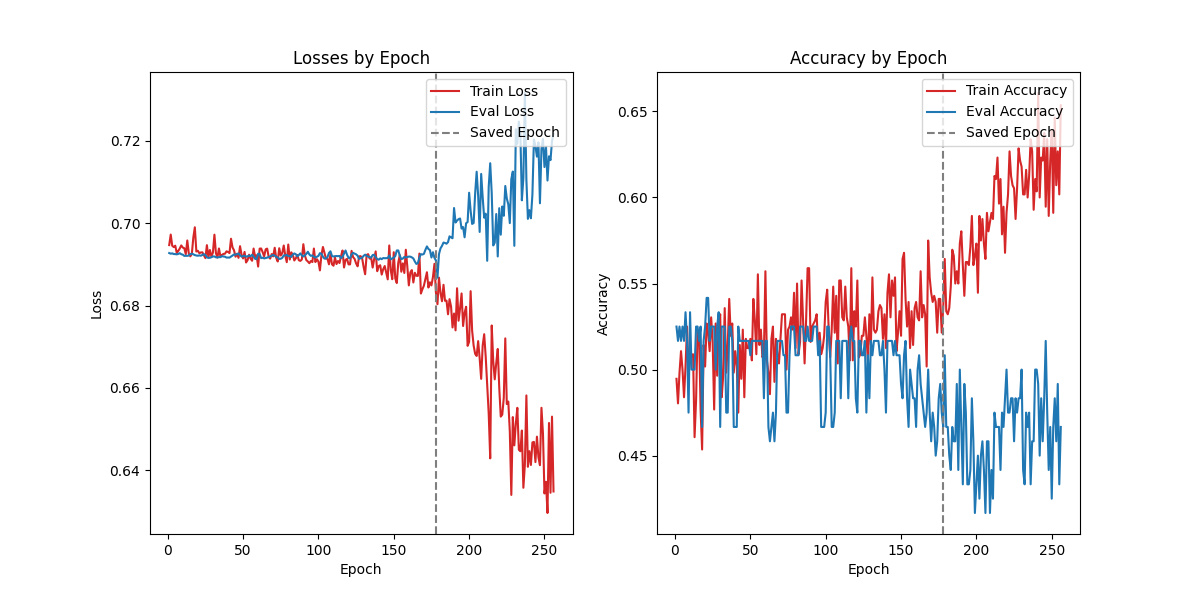 Losses by Epoch
Train Loss
Eval Loss
Saved Epoch
0.72
0.70
0.68
0.66
0.64
Loss
0
50
100
150
200
250
Epoch
Accuracy by Epoch
Train Accuracy
Eval Accuracy
Saved Epoch
0.65
0.60
0.55
0.50
0.45
Accuracy
0
50
100
150
200
250
Epoch